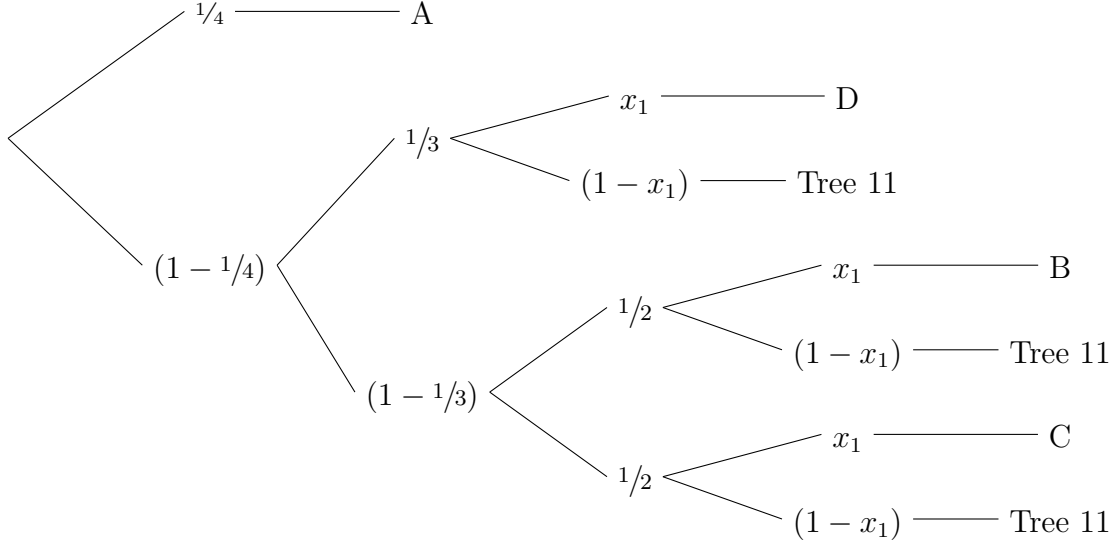 1/4 A
x₁ D
1/3
(1 − x₁) Tree 11
(1 − 1/4)
x₁ B
1/2
(1 − x₁) Tree 11
(1 − 1/3)
x₁ C
1/2
(1 − x₁) Tree 11